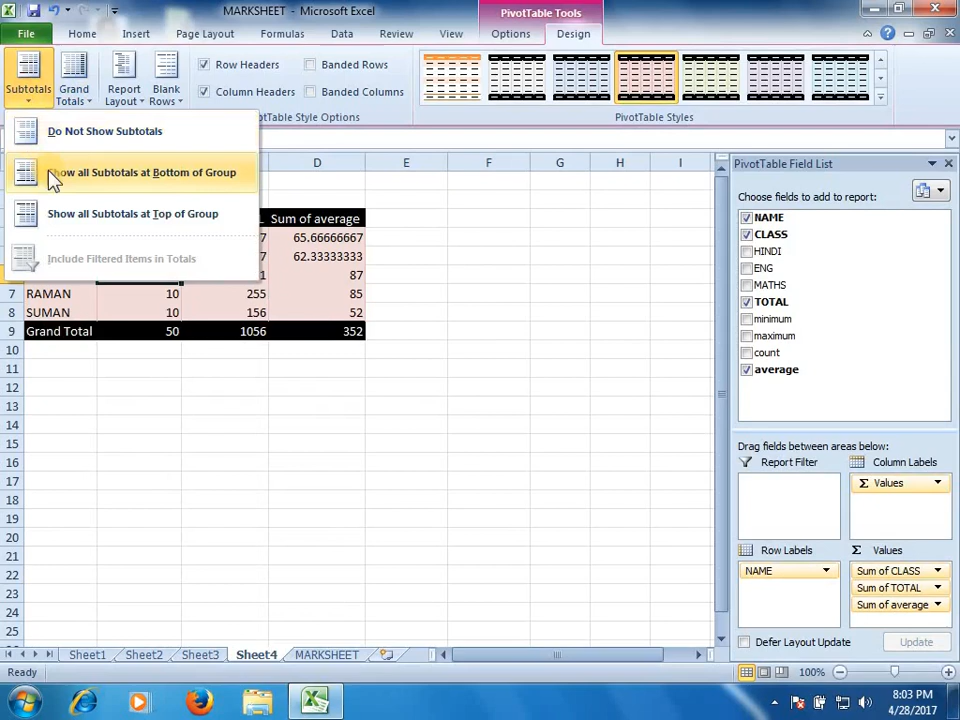 MARKSHEET - Microsoft Excel
PivotTable Tools
File Home Insert Page Layout Formulas Data Review View Options Design
Subtotals
Grand Totals
Report Layout
Blank Rows
Row Headers
Banded Rows
Column Headers
Banded Columns
Table Style Options
PivotTable Styles
Do Not Show Subtotals
Show all Subtotals at Bottom of Group
Show all Subtotals at Top of Group
Include Filtered Items in Totals
D E F G H I
Sum of average
65.66666667
62.33333333
87
7 RAMAN 10 255 85
8 SUMAN 10 156 52
9 Grand Total 50 1056 352
10
11
12
13
14
15
16
17
18
19
20
21
22
23
24
25
PivotTable Field List
Choose fields to add to report:
NAME
CLASS
HINDI
ENG
MATHS
TOTAL
minimum
maximum
count
average
Drag fields between areas below:
Report Filter
Column Labels
Σ Values
Row Labels
Σ Values
NAME
Sum of CLASS
Sum of TOTAL
Sum of average
Defer Layout Update
Update
Sheet1 Sheet2 Sheet3 Sheet4 MARKSHEET
Ready
100%
8:03 PM
4/28/2017